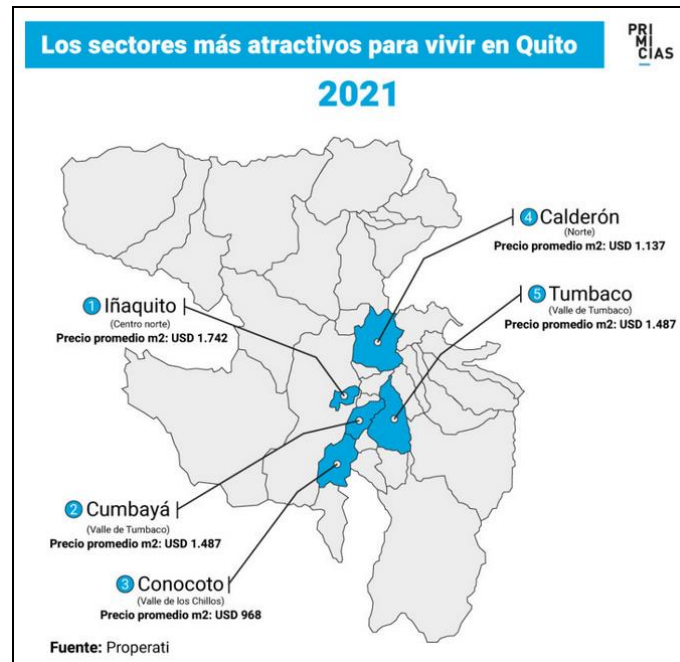 Los sectores más atractivos para vivir en Quito
PRI
MI
CIAS
2021
4 Calderón
(Norte)
Precio promedio m2: USD 1.137
5 Tumbaco
(Valle de Tumbaco)
Precio promedio m2: USD 1.487
1 Iñaquito
(Centro norte)
Precio promedio m2: USD 1.742
2 Cumbayá
(Valle de Tumbaco)
Precio promedio m2: USD 1.487
3 Conocoto
(Valle de los Chillos)
Precio promedio m2: USD 968
Fuente: Properati